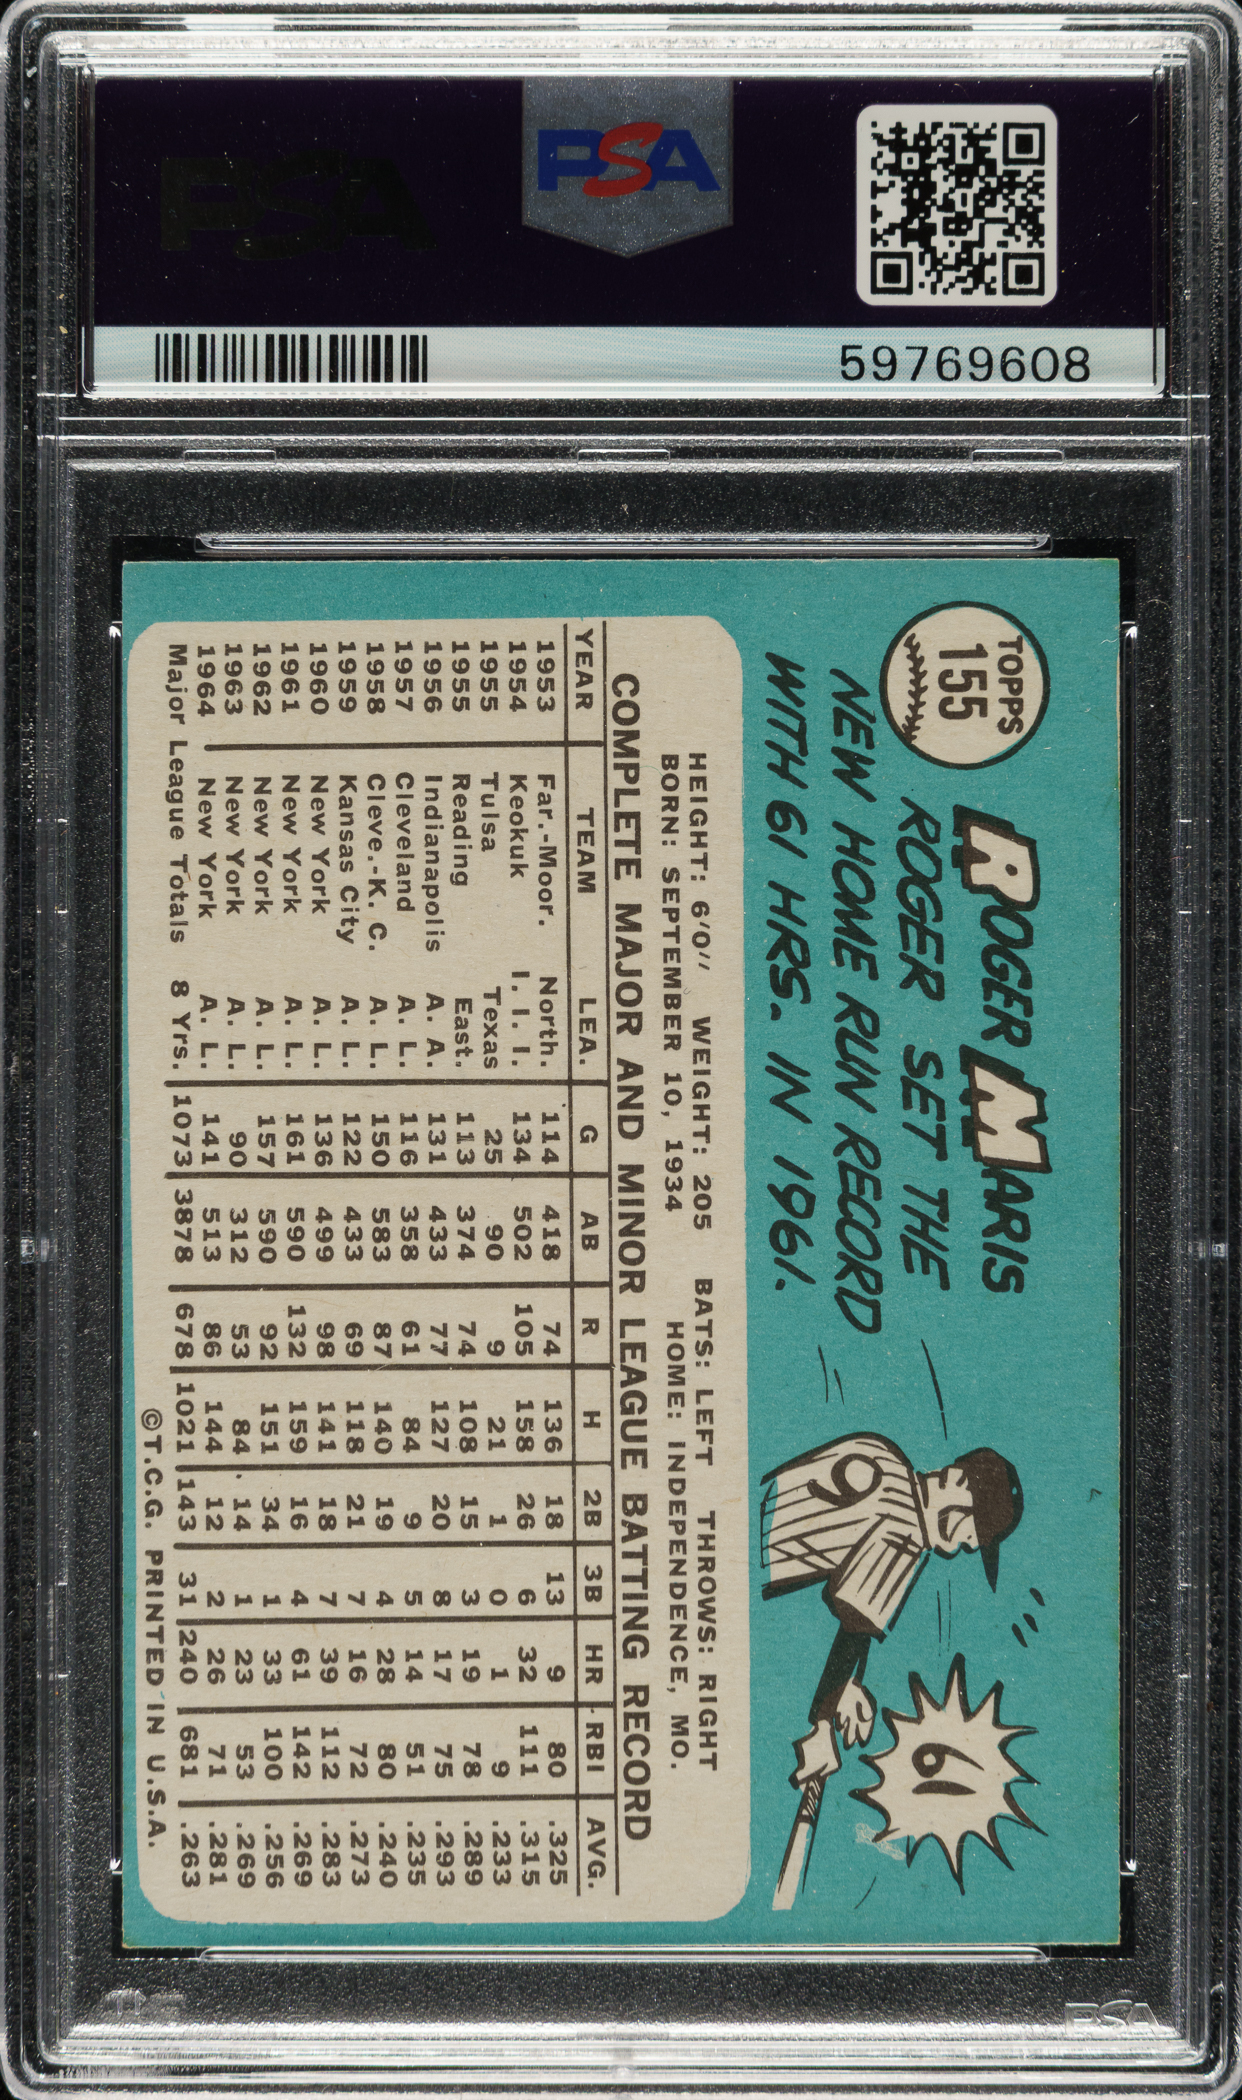 PSA
PSA
59769608
TOPPS
155
ROGER MARIS
ROGER SET THE
NEW HOME RUN RECORD
WITH 61 HRS. IN 1961.
9
61
HEIGHT: 6'0" WEIGHT: 205 BATS: LEFT THROWS: RIGHT
BORN: SEPTEMBER 10, 1934 HOME: INDEPENDENCE, MO.
COMPLETE MAJOR AND MINOR LEAGUE BATTING RECORD
YEAR TEAM LEA. G AB R H 2B 3B HR RBI AVG.
1953 Far.-Moor. North. 114 418 74 136 18 13 9 80 .325
1954 Keokuk I. I. I. 134 502 105 158 26 6 32 111 .315
1955 Tulsa Texas 25 90 9 21 1 0 1 9 .233
1955 Reading East. 113 374 74 108 15 3 19 78 .289
1956 Indianapolis A. A. 131 433 77 127 20 8 17 75 .293
1957 Cleveland A. L. 116 358 61 84 9 5 14 51 .235
1958 Cleve.-K. C. A. L. 150 583 87 140 19 4 28 80 .240
1959 Kansas City A. L. 122 433 69 118 21 7 16 72 .273
1960 New York A. L. 136 499 98 141 18 7 39 112 .283
1961 New York A. L. 161 590 132 159 16 4 61 142 .269
1962 New York A. L. 157 590 92 151 34 1 33 100 .256
1963 New York A. L. 90 312 53 84 14 1 23 53 .269
1964 New York A. L. 141 513 86 144 12 2 26 71 .281
Major League Totals 8 Yrs. 1073 3878 678 1021 143 31 240 681 .263
©T.C.G. PRINTED IN U.S.A.
PSA